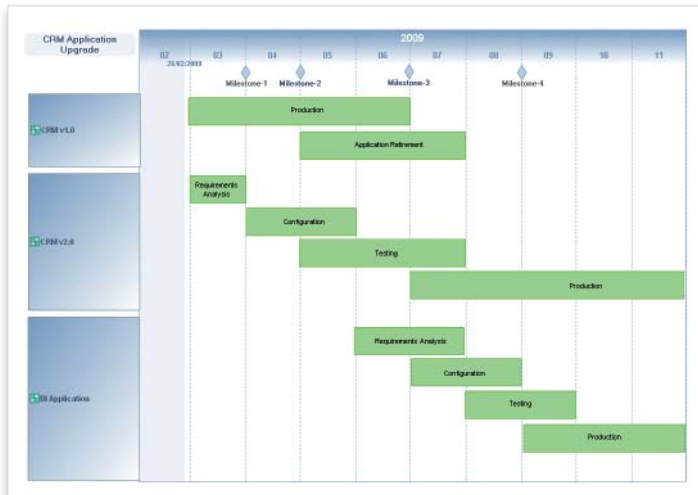 CRM Application
Upgrade
2009
02 03 04 05 06 07 08 09 10 11
26/02/2009
Milestone-1 Milestone-2 Milestone-3 Milestone-4
CRM v1.0
Production
Application Retirement
CRM v2.0
Requirements
Analysis
Configuration
Testing
Production
BI Application
Requirements Analysis
Configuration
Testing
Production